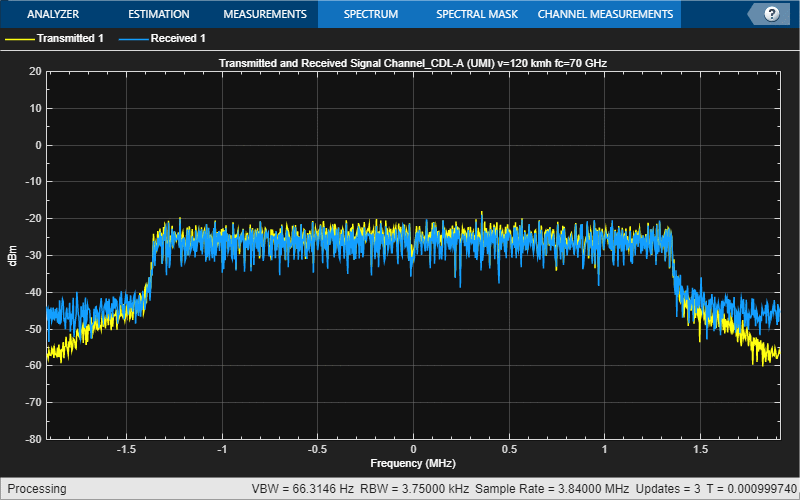 ANALYZER ESTIMATION MEASUREMENTS SPECTRUM SPECTRAL MASK CHANNEL MEASUREMENTS ?
Transmitted 1 Received 1
Transmitted and Received Signal Channel_CDL-A (UMI) v=120 kmh fc=70 GHz
20
10
0
-10
-20
-30
-40
-50
-60
-70
-80
dBm
-1.5 -1 -0.5 0 0.5 1 1.5
Frequency (MHz)
Processing VBW = 66.3146 Hz RBW = 3.75000 kHz Sample Rate = 3.84000 MHz Updates = 3 T = 0.000999740